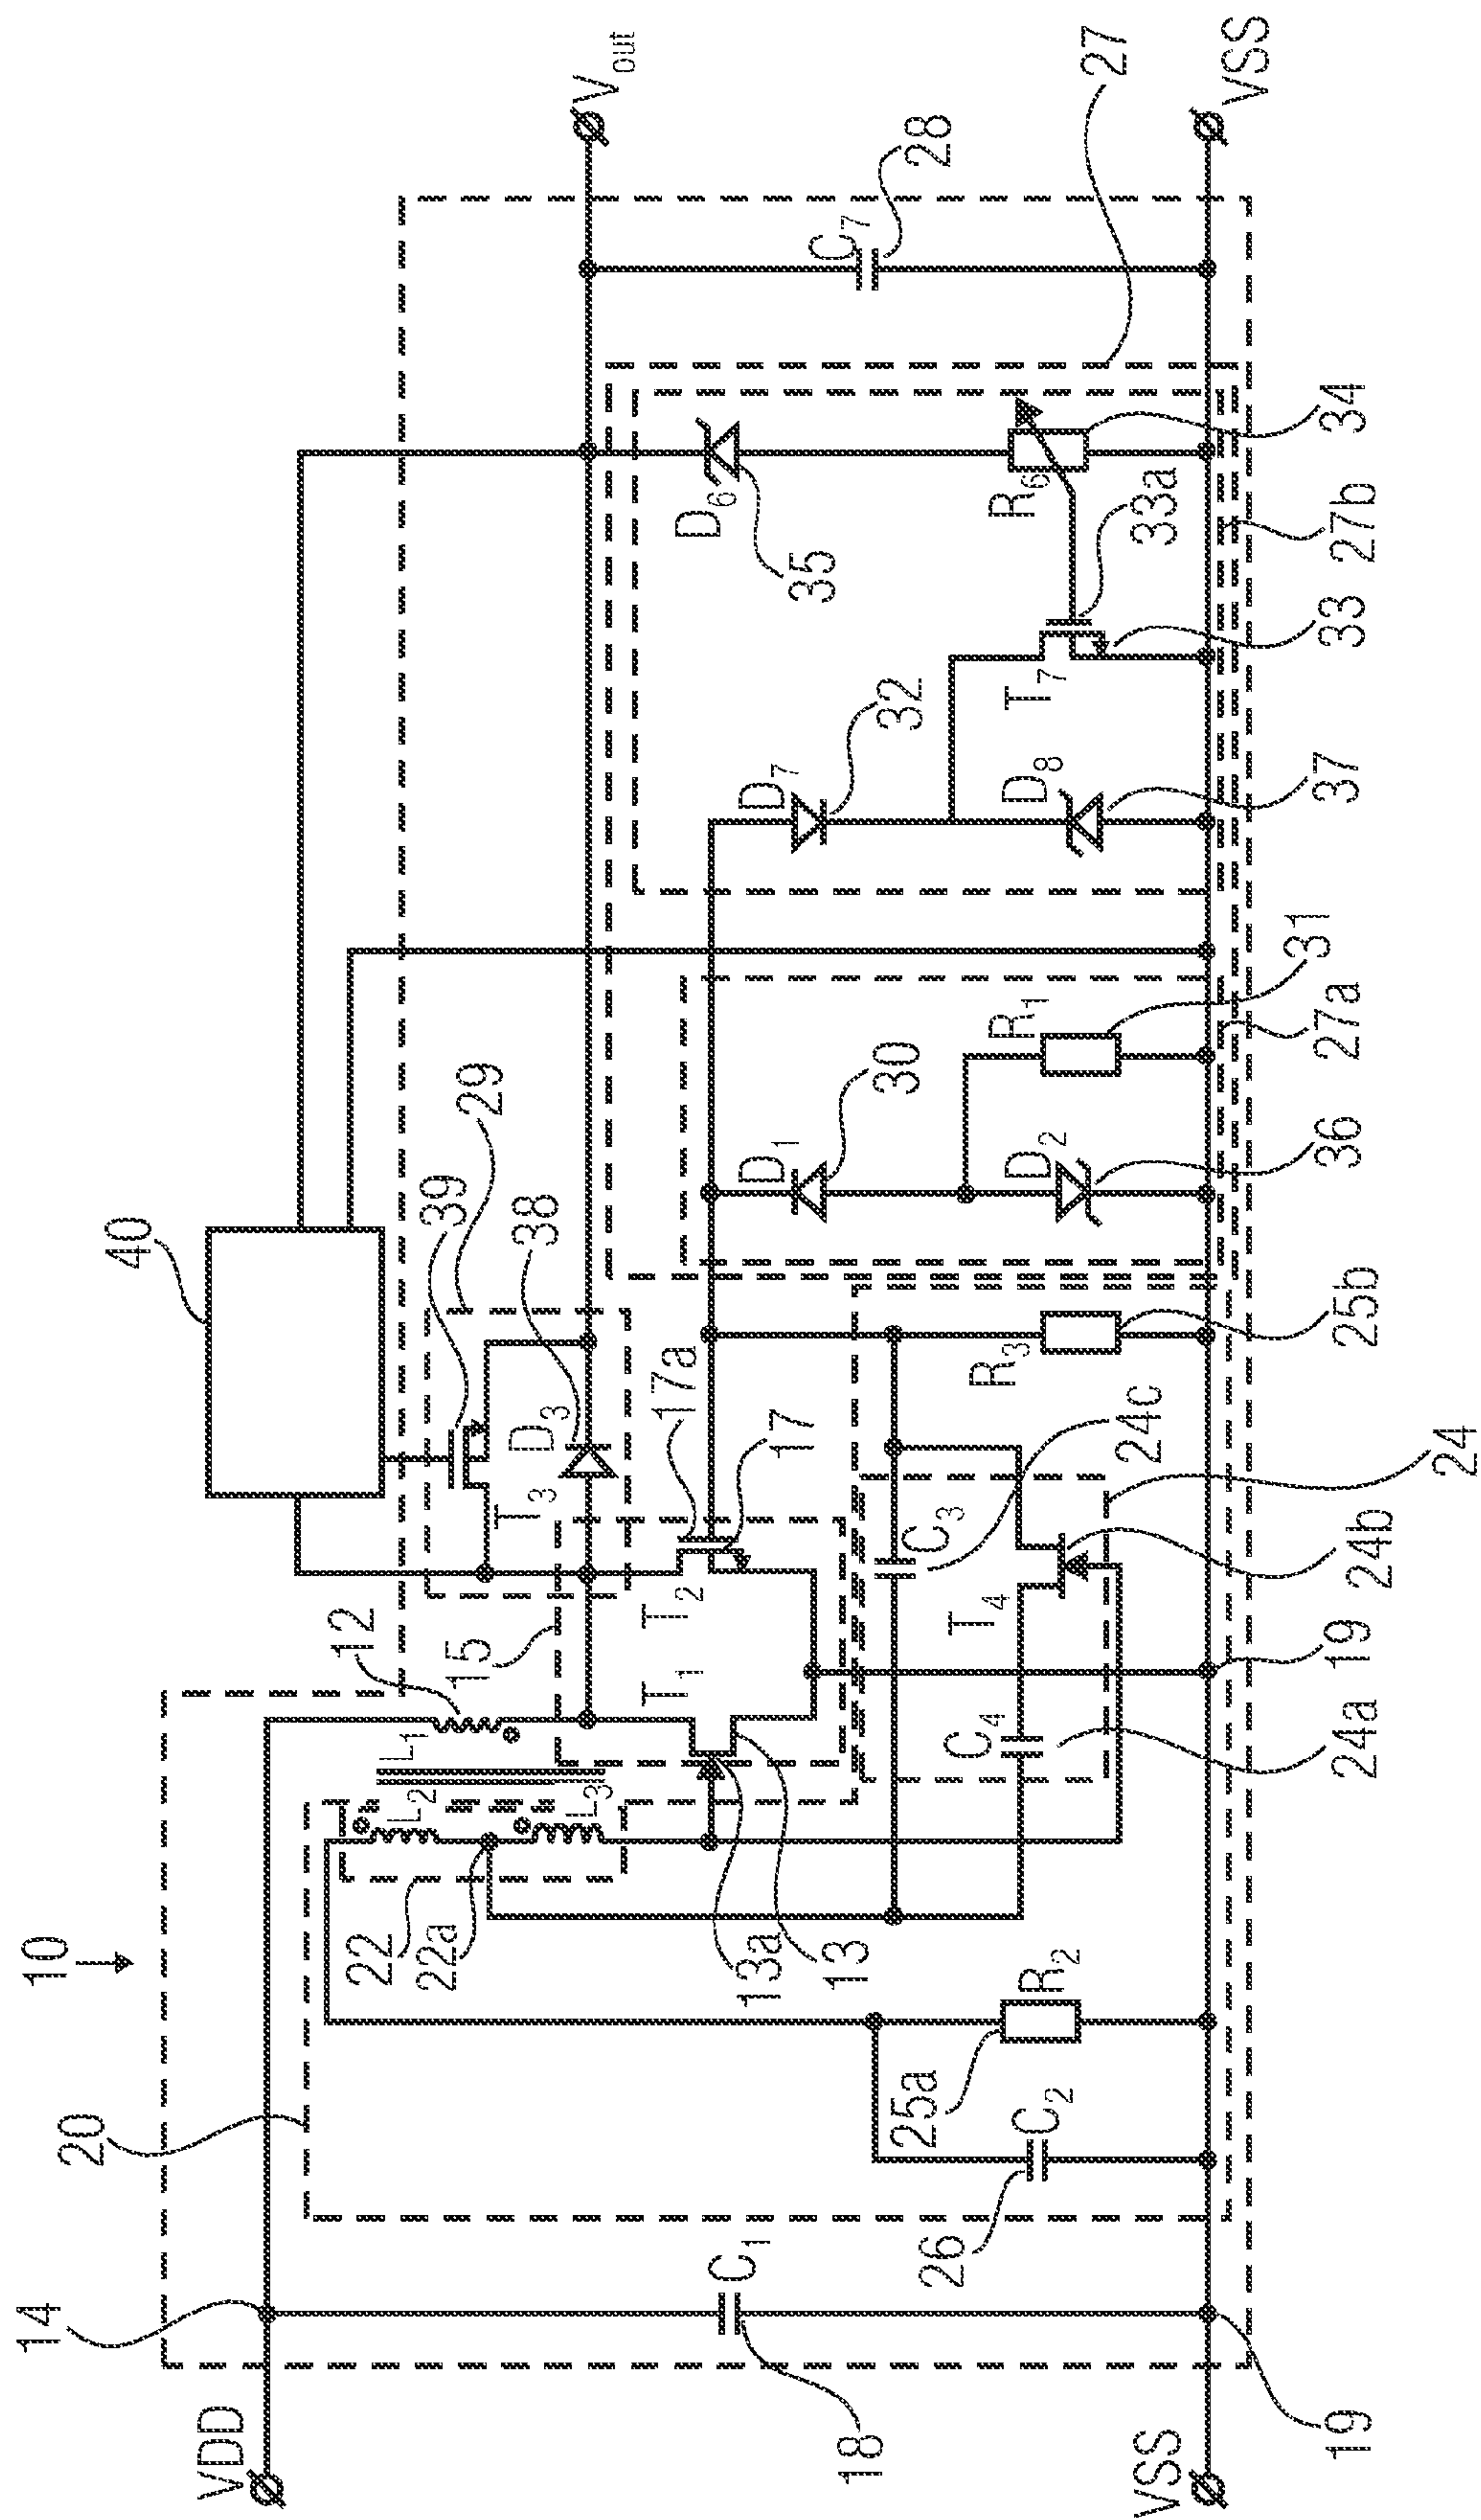 10
14
20
VDD
VSS
18
C1
26
C2
25a
R2
19
22
22a
L2
L3
L1
12
13a
13
15
T1
T2
17a
17
C4
24a
T4
24b
C3
24c
24
19
R3
25b
40
39
29
38
T3
D3
D1
30
D2
36
R1
31
27a
D7
32
D8
37
T7
33
33a
27b
R6
34
D6
35
27
C7
28
Vout
VSS